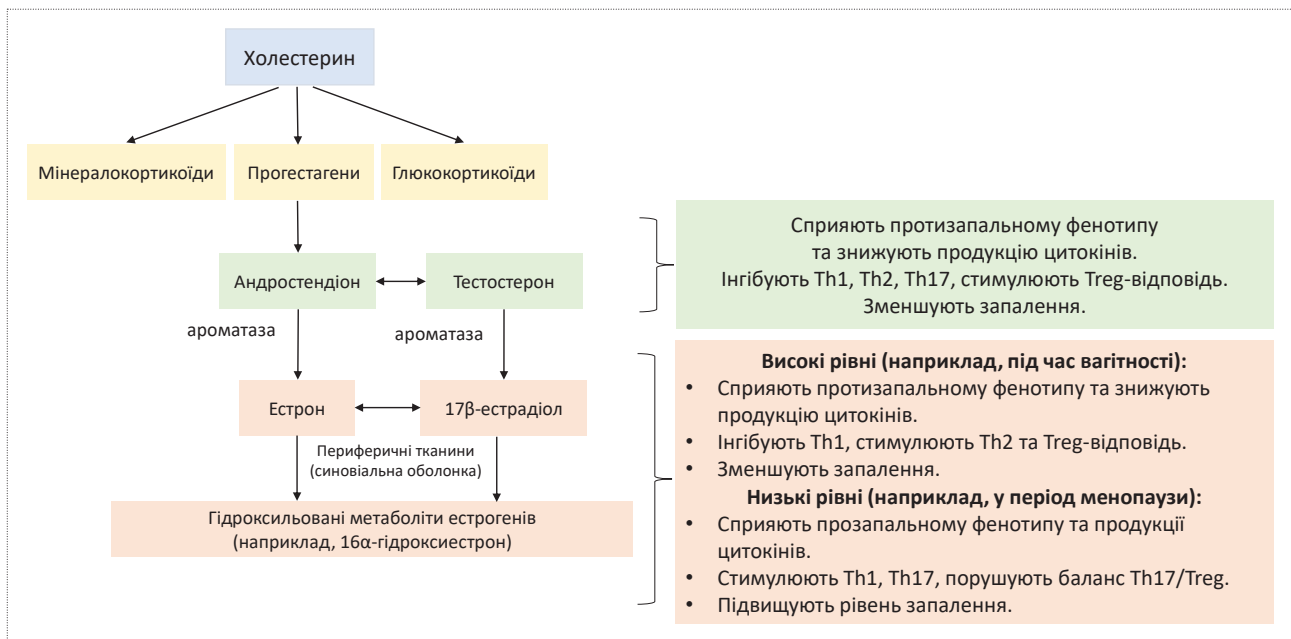 Холестерин
Мінералокортикоїди
Прогестагени
Глюкокортикоїди
Андростендіон
Тестостерон
ароматаза
ароматаза
Естрон
17β-естрадіол
Периферичні тканини
(синовіальна оболонка)
Гідроксильовані метаболіти естрогенів
(наприклад, 16α-гідроксиестрон)
Сприяють протизапальному фенотипу
та знижують продукцію цитокінів.
Інгібують Th1, Th2, Th17, стимулюють Treg-відповідь.
Зменшують запалення.
Високі рівні (наприклад, під час вагітності):
• Сприяють протизапальному фенотипу та знижують
продукцію цитокінів.
• Інгібують Th1, стимулюють Th2 та Treg-відповідь.
• Зменшують запалення.
Низькі рівні (наприклад, у період менопаузи):
• Сприяють прозапальному фенотипу та продукції
цитокінів.
• Стимулюють Th1, Th17, порушують баланс Th17/Treg.
• Підвищують рівень запалення.